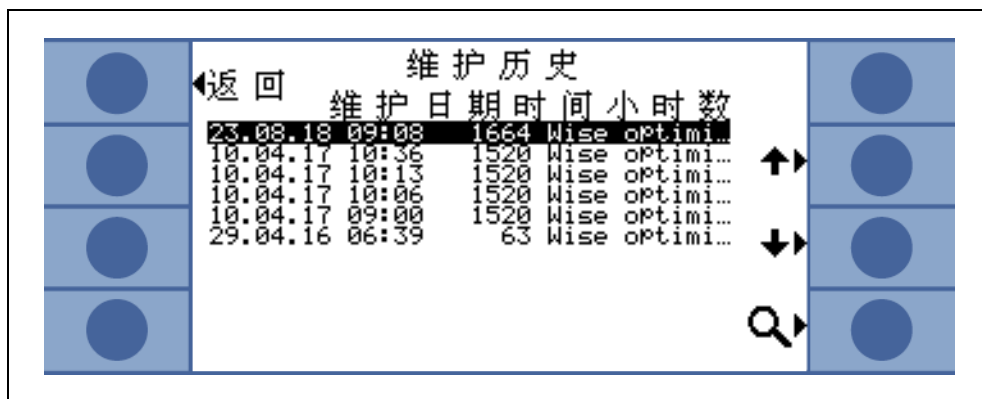 维护历史
返回
维护日期时间小时数
23.08.18 09:08 1664 Wise optimi…
10.04.17 10:36 1520 Wise optimi…
10.04.17 10:13 1520 Wise optimi…
10.04.17 10:06 1520 Wise optimi…
10.04.17 09:00 1520 Wise optimi…
29.04.16 06:39 63 Wise optimi…